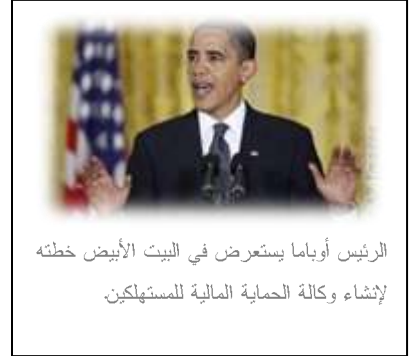 الرئيس أوباما يستعرض في البيت الأبيض خطته
لإنشاء وكالة الحماية المالية للمستهلكين.